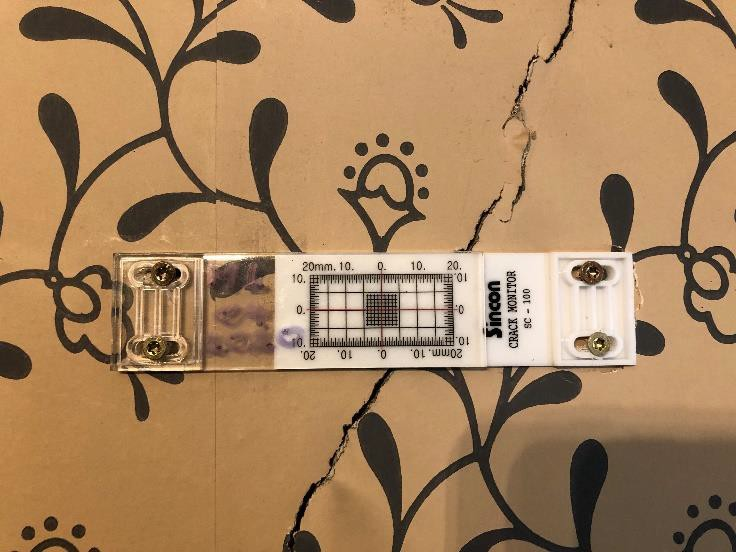 20mm. 10. 0. 10. 20.
10. 10.
0. 0.
10. 10.
20. 10. 0. 10. 20mm.
Sincon
CRACK MONITOR
SC - 100